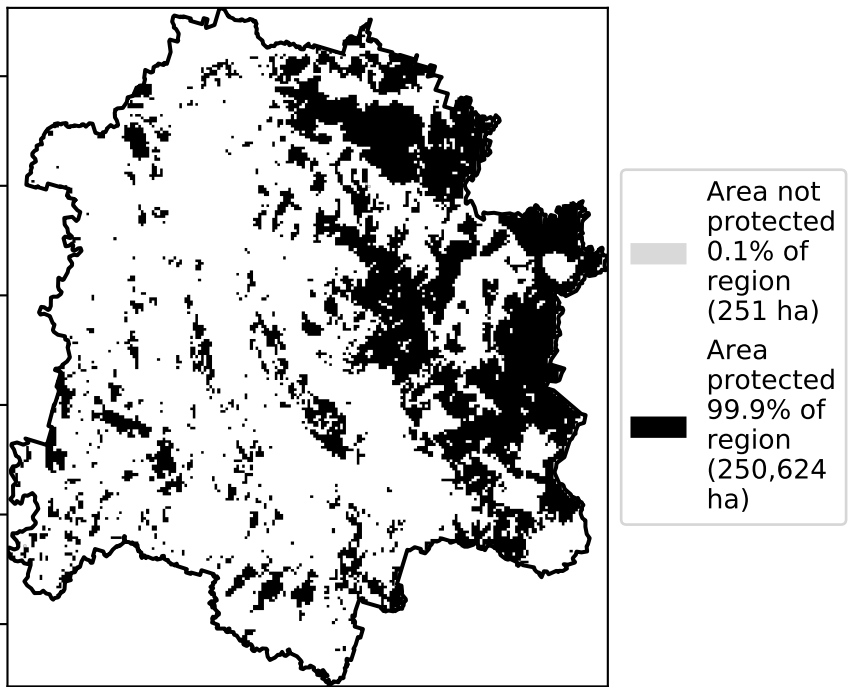 Area not
protected
0.1% of
region
(251 ha)
Area
protected
99.9% of
region
(250,624
ha)